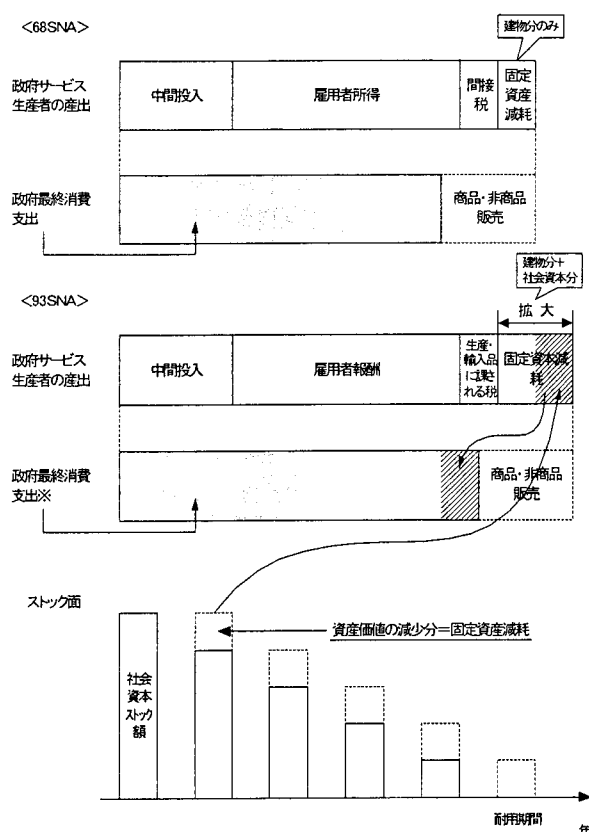 <68SNA>
建物分のみ
政府サービス
生産者の産出
中間投入
雇用者所得
間接
税
固定
資産
減耗
政府最終消費
支出
商品・非商品
販売
<93SNA>
建物分+
社会資本分
拡大
政府サービス
生産者の産出
中間投入
雇用者報酬
生産・
輸入品
に課さ
れる税
固定資本減
耗
政府最終消費
支出※
商品・非商品
販売
ストック面
資産価値の減少分=固定資産減耗
社会
資本
ストック
額
耐用期間
年